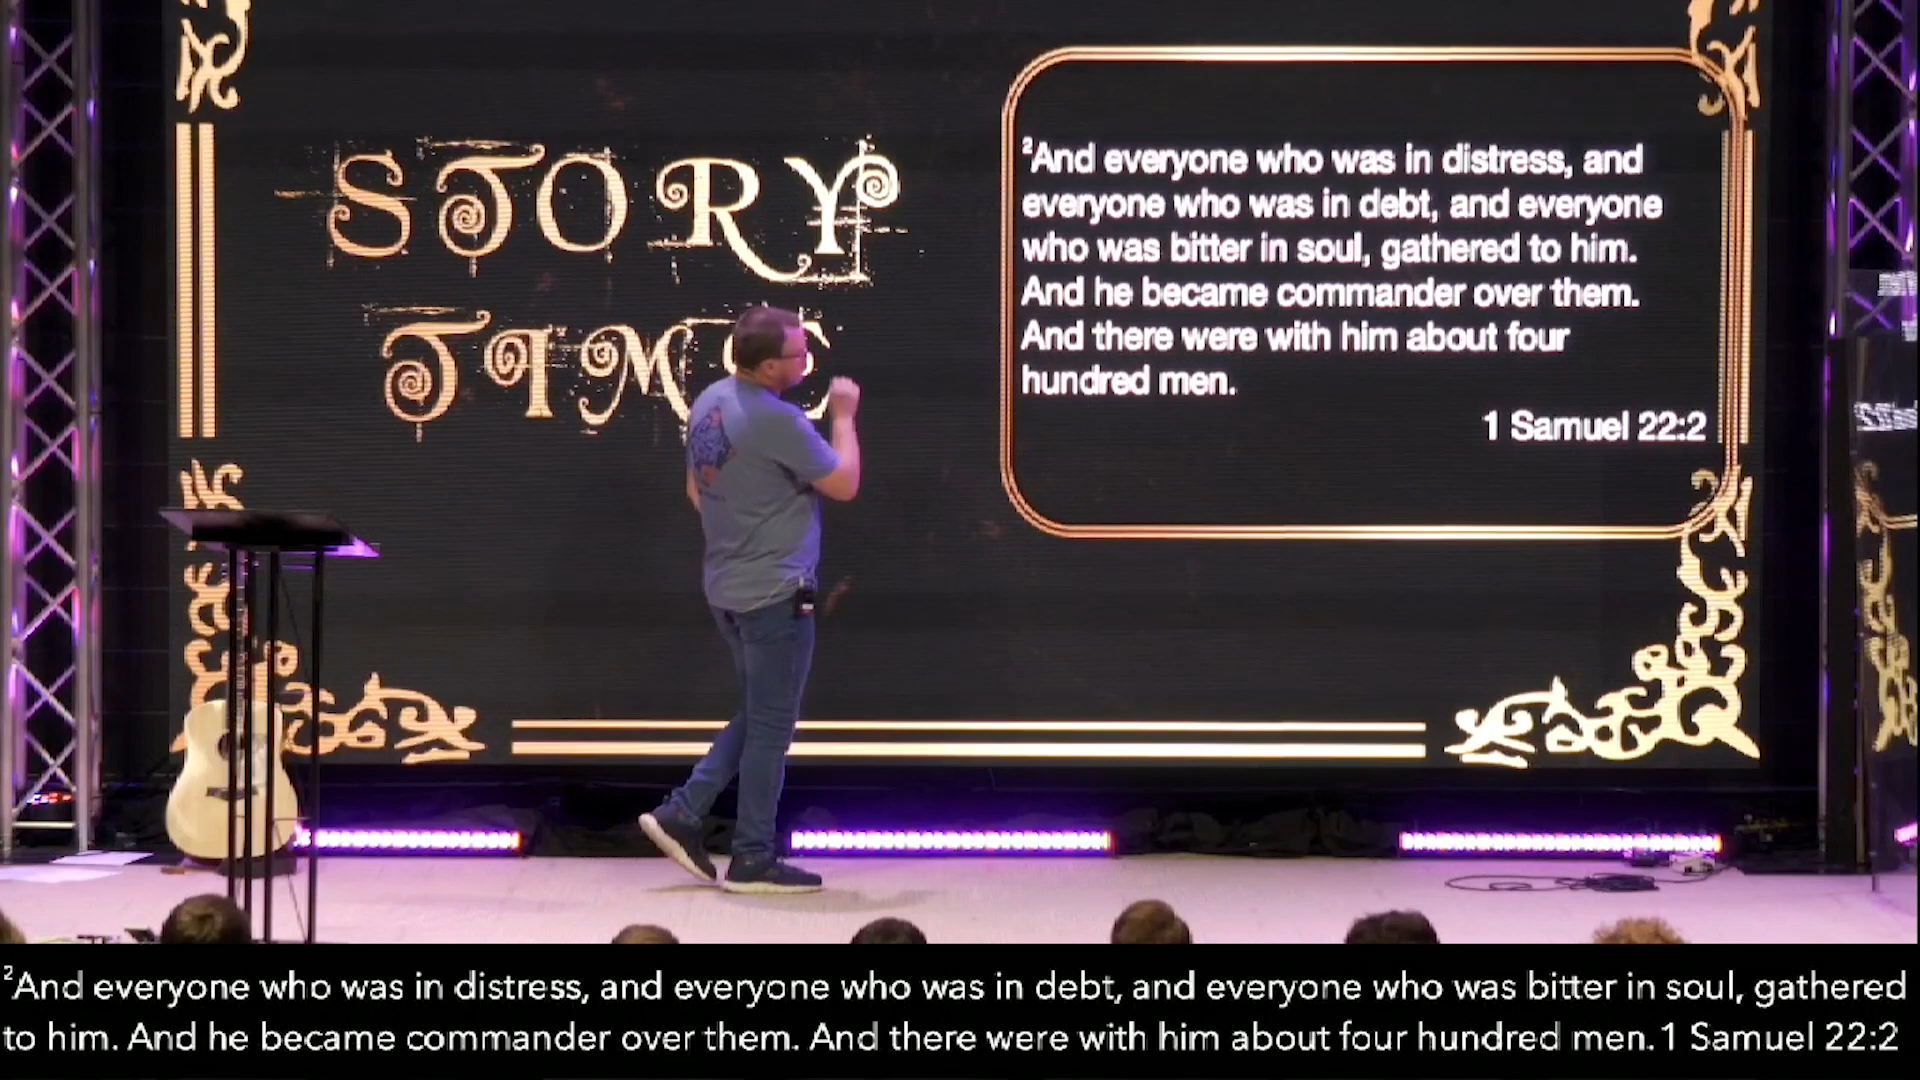 STORY
TIME
²And everyone who was in distress, and
everyone who was in debt, and everyone
who was bitter in soul, gathered to him.
And he became commander over them.
And there were with him about four
hundred men.
1 Samuel 22:2
²And everyone who was in distress, and everyone who was in debt, and everyone who was bitter in soul, gathered
to him. And he became commander over them. And there were with him about four hundred men.1 Samuel 22:2